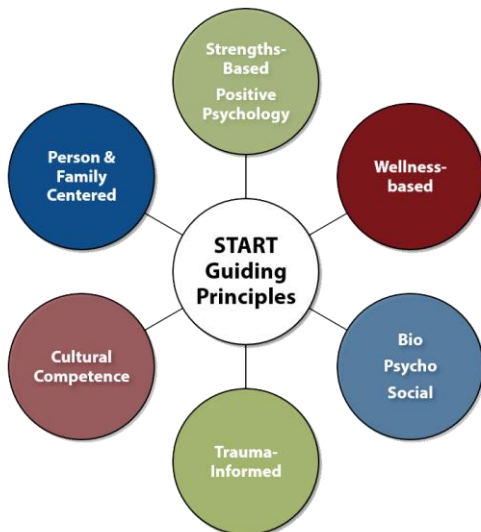 Strengths-
Based
Positive
Psychology
Person &
Family
Centered
Wellness-
based
START
Guiding
Principles
Cultural
Competence
Bio
Psycho
Social
Trauma-
Informed